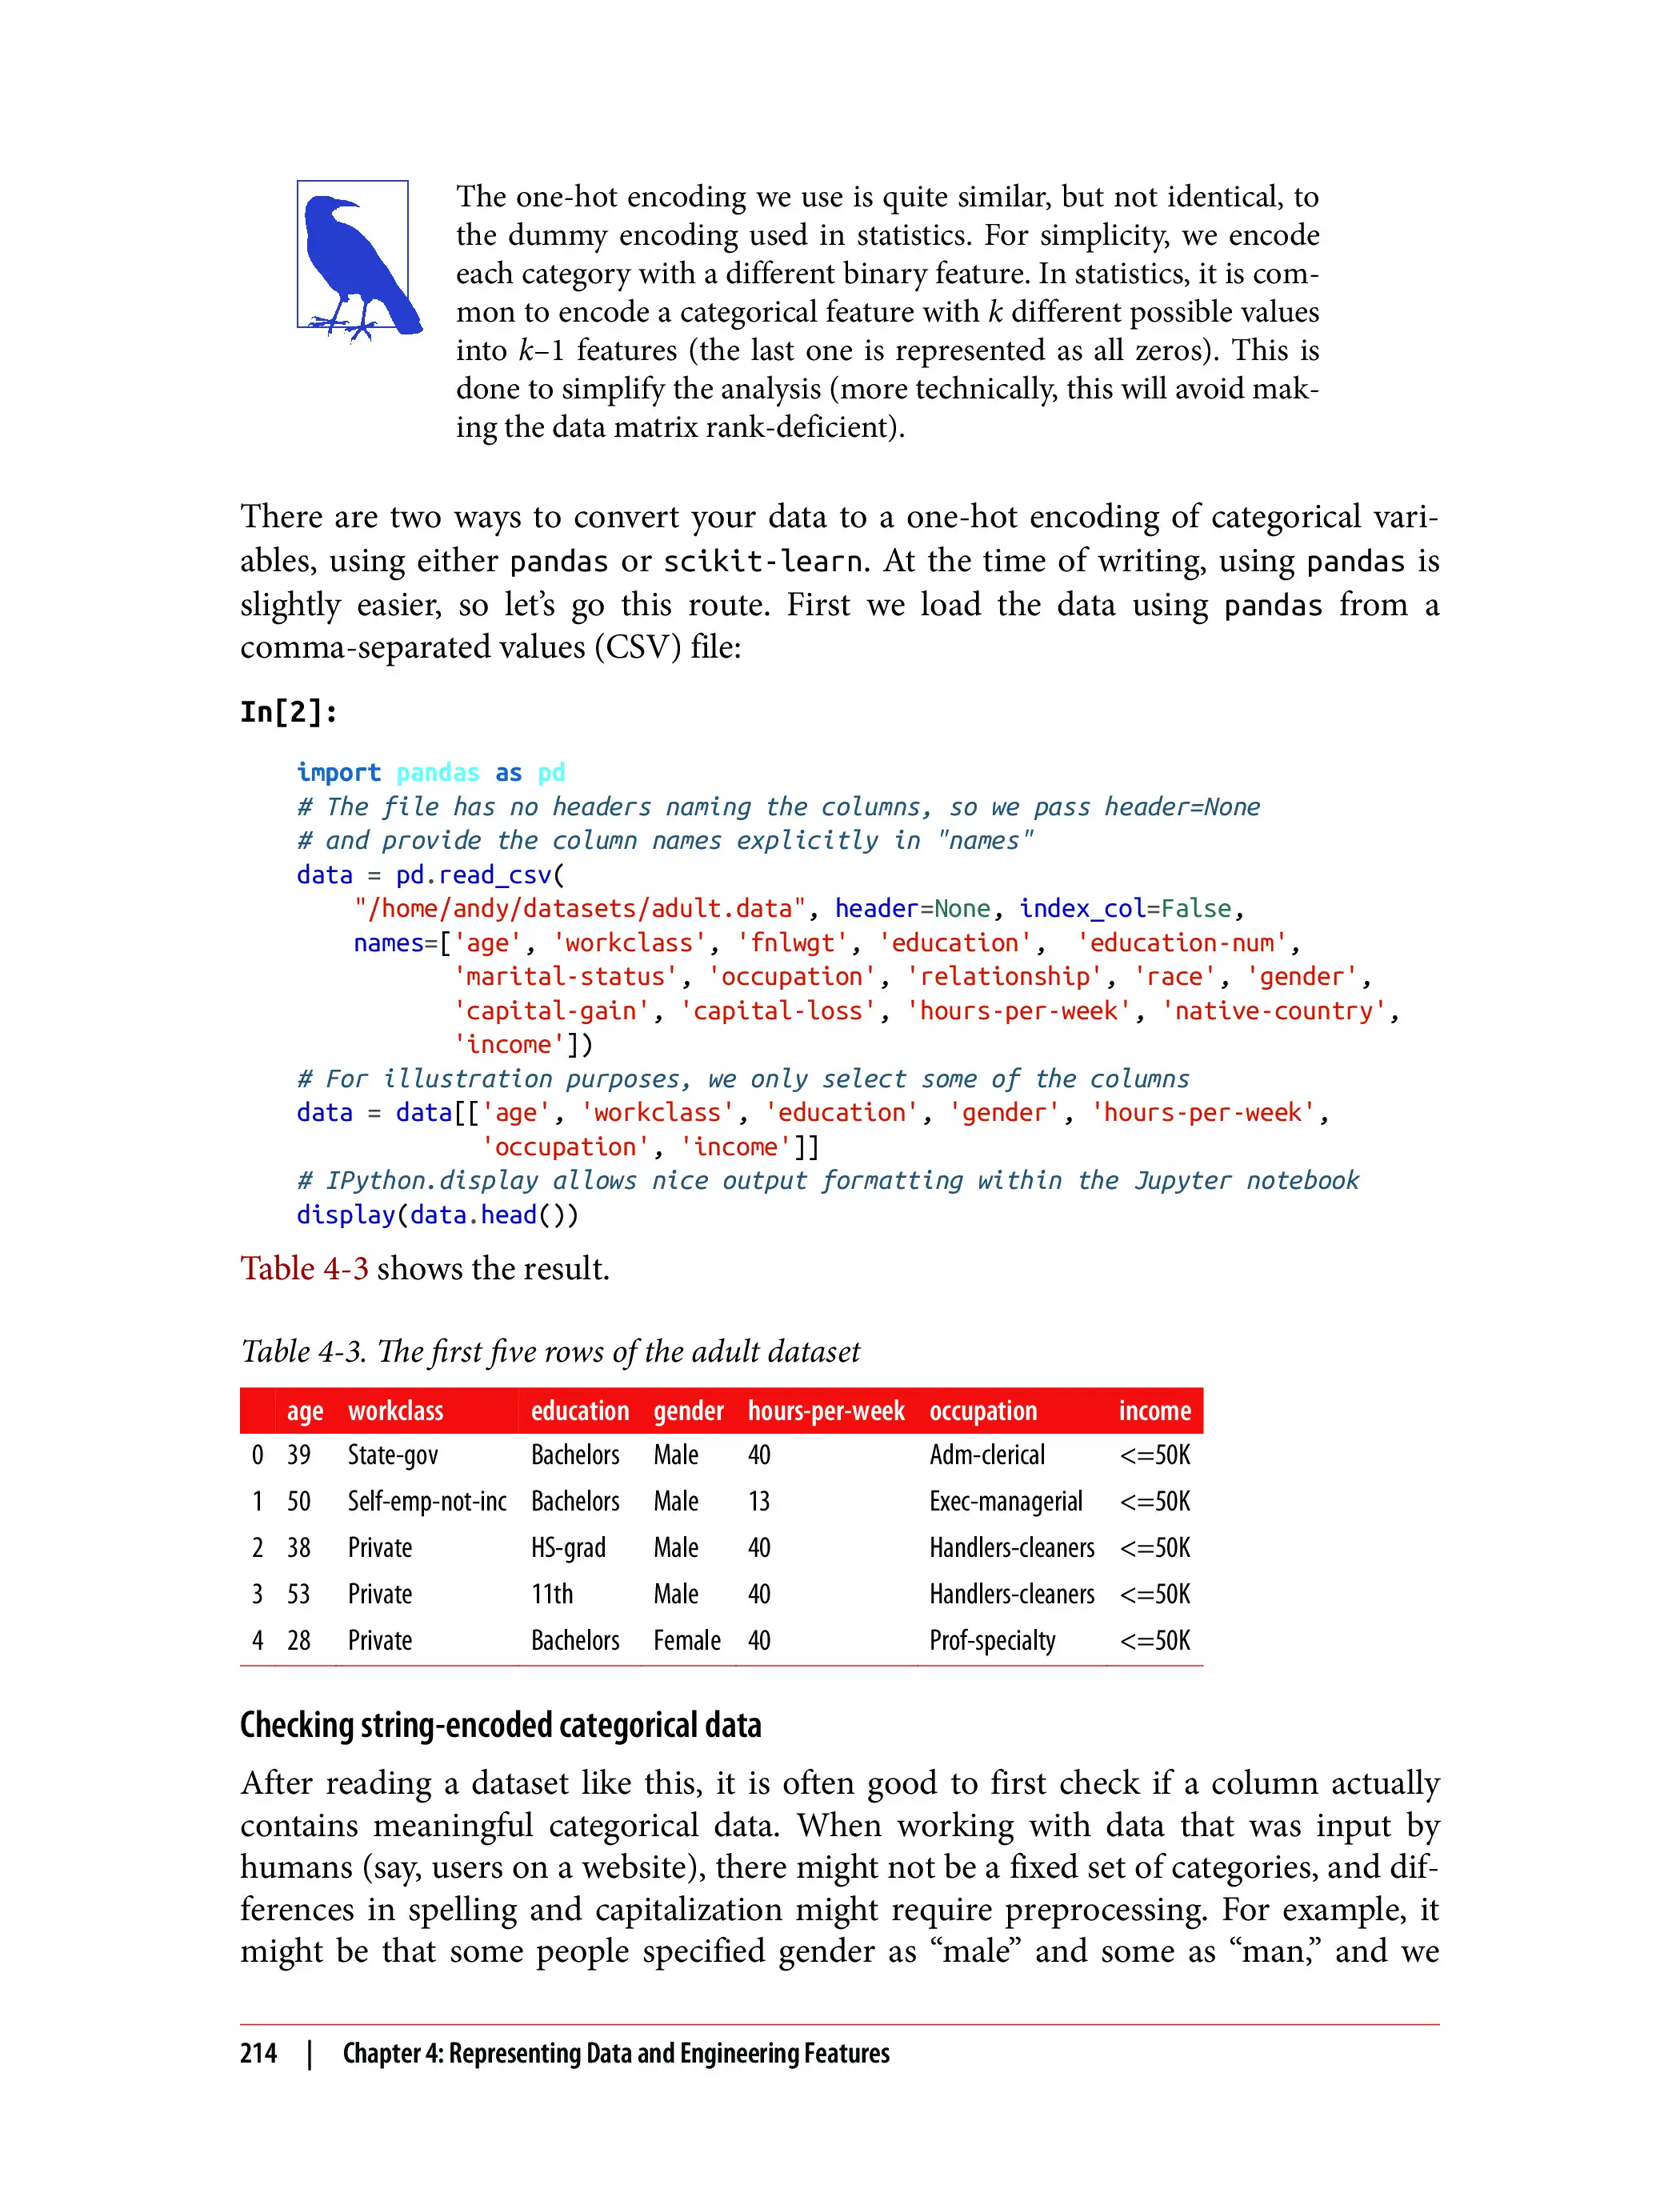 The one-hot encoding we use is quite similar, but not identical, to
the dummy encoding used in statistics. For simplicity, we encode
each category with a different binary feature. In statistics, it is com-
mon to encode a categorical feature with k different possible values
into k–1 features (the last one is represented as all zeros). This is
done to simplify the analysis (more technically, this will avoid mak-
ing the data matrix rank-deficient).
There are two ways to convert your data to a one-hot encoding of categorical vari-
ables, using either pandas or scikit-learn. At the time of writing, using pandas is
slightly easier, so let’s go this route. First we load the data using pandas from a
comma-separated values (CSV) file:
In[2]:
import pandas as pd
# The file has no headers naming the columns, so we pass header=None
# and provide the column names explicitly in "names"
data = pd.read_csv(
    "/home/andy/datasets/adult.data", header=None, index_col=False,
    names=['age', 'workclass', 'fnlwgt', 'education',  'education-num',
           'marital-status', 'occupation', 'relationship', 'race', 'gender',
           'capital-gain', 'capital-loss', 'hours-per-week', 'native-country',
           'income'])
# For illustration purposes, we only select some of the columns
data = data[['age', 'workclass', 'education', 'gender', 'hours-per-week',
             'occupation', 'income']]
# IPython.display allows nice output formatting within the Jupyter notebook
display(data.head())
Table 4-3 shows the result.
Table 4-3. The first five rows of the adult dataset
age workclass education gender hours-per-week occupation income
0 39 State-gov Bachelors Male 40 Adm-clerical <=50K
1 50 Self-emp-not-inc Bachelors Male 13 Exec-managerial <=50K
2 38 Private HS-grad Male 40 Handlers-cleaners <=50K
3 53 Private 11th Male 40 Handlers-cleaners <=50K
4 28 Private Bachelors Female 40 Prof-specialty <=50K
Checking string-encoded categorical data
After reading a dataset like this, it is often good to first check if a column actually
contains meaningful categorical data. When working with data that was input by
humans (say, users on a website), there might not be a fixed set of categories, and dif-
ferences in spelling and capitalization might require preprocessing. For example, it
might be that some people specified gender as “male” and some as “man,” and we
214 | Chapter 4: Representing Data and Engineering Features